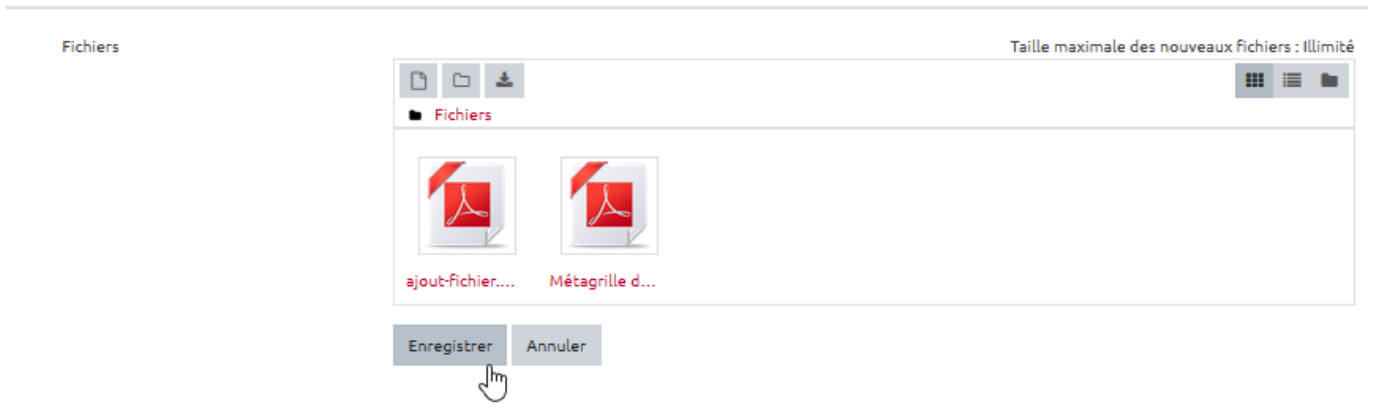 Fichiers
Taille maximale des nouveaux fichiers : Illimité
Fichiers
ajout-fichier....
Métagrille d...
Enregistrer
Annuler